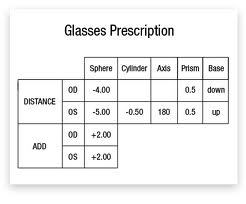 Glasses Prescription
Sphere Cylinder Axis Prism Base
DISTANCE
OD -4.00 0.5 down
OS -5.00 -0.50 180 0.5 up
ADD
OD +2.00
OS +2.00